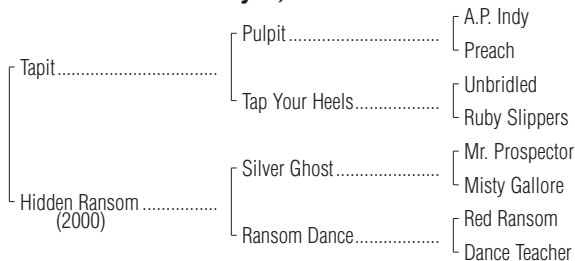 A.P. Indy
Pulpit
Preach
Tapit
Unbridled
Tap Your Heels
Ruby Slippers
Mr. Prospector
Silver Ghost
Misty Gallore
Hidden Ransom
(2000)
Red Ransom
Ransom Dance
Dance Teacher